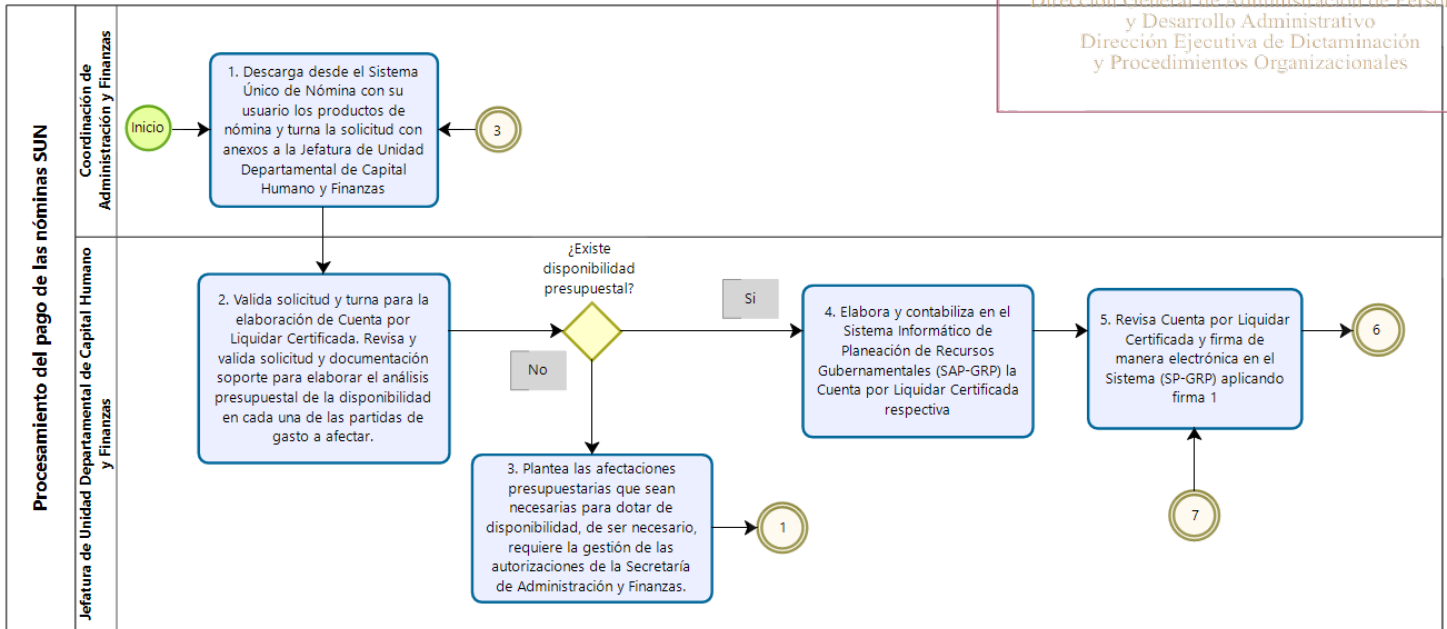 Dirección General de Administración de
y Desarrollo Administrativo
Dirección Ejecutiva de Dictaminación
y Procedimientos Organizacionales
Procesamiento del pago de las nóminas SUN
Coordinación de
Administración y Finanzas
Inicio
1. Descarga desde el Sistema
Único de Nómina con su
usuario los productos de
nómina y turna la solicitud con
anexos a la Jefatura de Unidad
Departamental de Capital
Humano y Finanzas
3
Jefatura de Unidad Departamental de Capital Humano
y Finanzas
2. Valida solicitud y turna para la
elaboración de Cuenta por
Liquidar Certificada. Revisa y
valida solicitud y documentación
soporte para elaborar el análisis
presupuestal de la disponibilidad
en cada una de las partidas de
gasto a afectar.
¿Existe
disponibilidad
presupuestal?
Si
No
3. Plantea las afectaciones
presupuestarias que sean
necesarias para dotar de
disponibilidad, de ser necesario,
requiere la gestión de las
autorizaciones de la Secretaría
de Administración y Finanzas.
1
4. Elabora y contabiliza en el
Sistema Informático de
Planeación de Recursos
Gubernamentales (SAP-GRP) la
Cuenta por Liquidar Certificada
respectiva
5. Revisa Cuenta por Liquidar
Certificada y firma de
manera electrónica en el
Sistema (SP-GRP) aplicando
firma 1
6
7